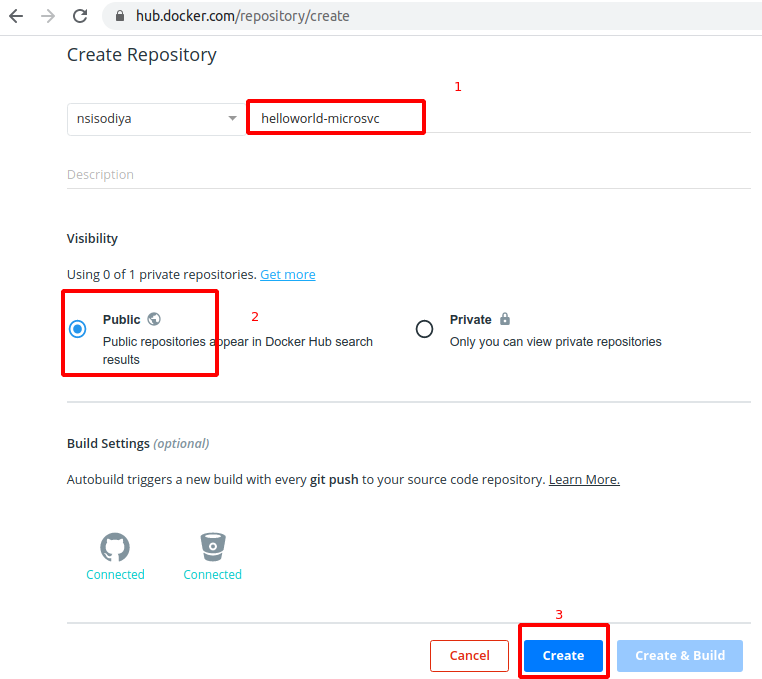 hub.docker.com/repository/create
Create Repository
1
nsisodiya
helloworld-microsvc
Description
Visibility
Using 0 of 1 private repositories. Get more
Public
2
Private
Public repositories appear in Docker Hub search
results
Only you can view private repositories
Build Settings (optional)
Autobuild triggers a new build with every git push to your source code repository. Learn More.
Connected
Connected
3
Cancel
Create
Create & Build